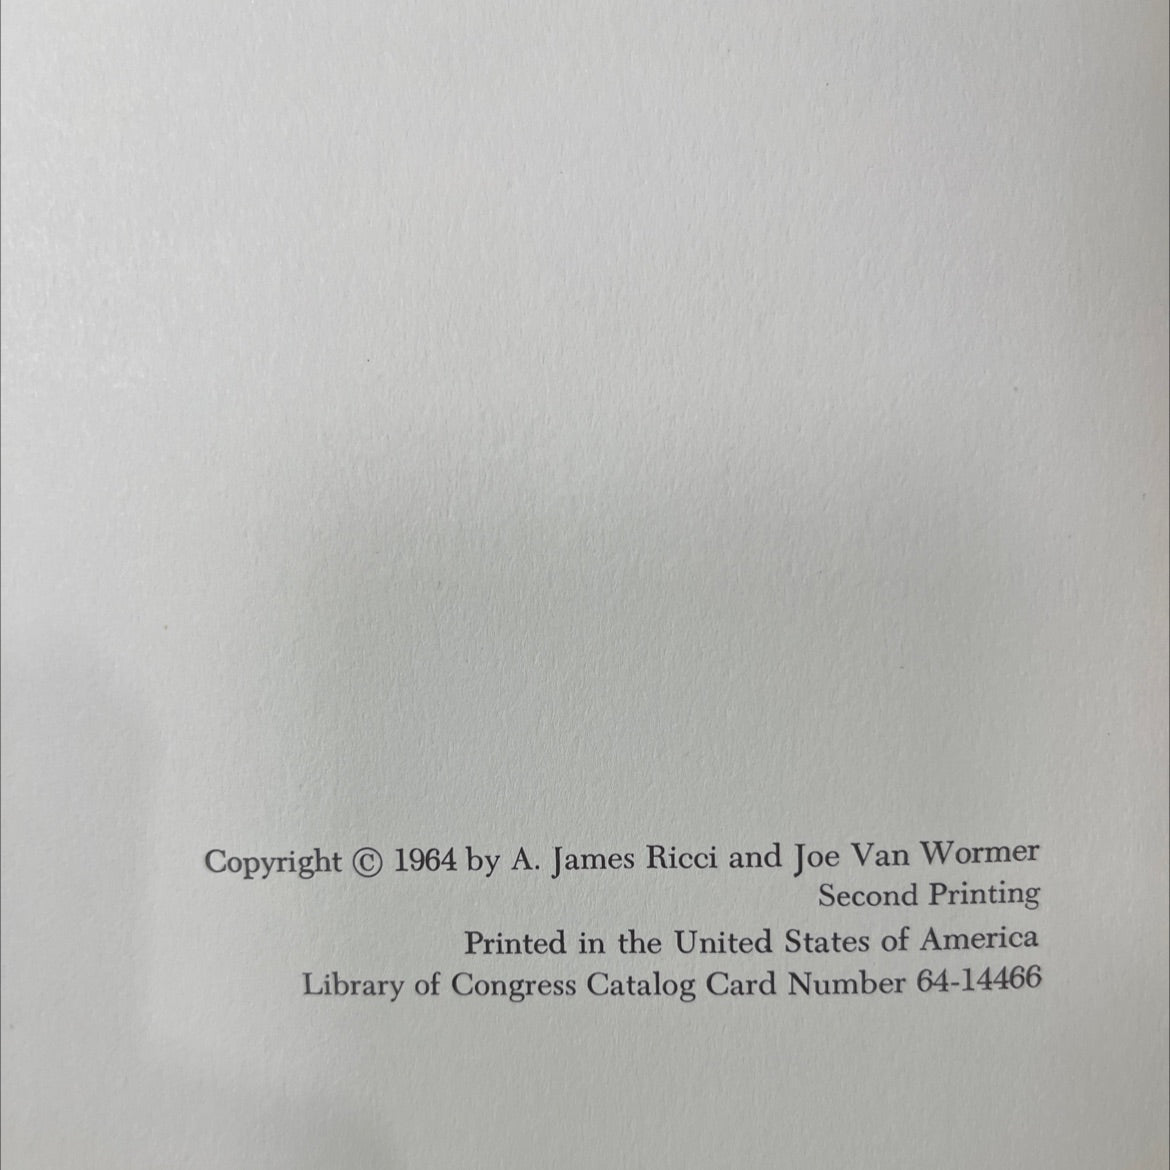 Copyright © 1964 by A. James Ricci and Joe Van Wormer
Second Printing
Printed in the United States of America
Library of Congress Catalog Card Number 64-14466